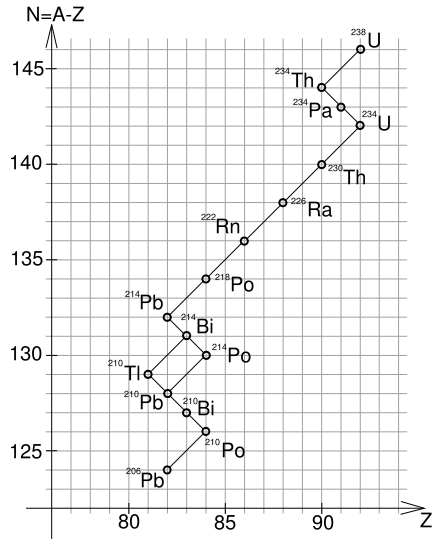 N=A-Z
²³⁸U
145
²³⁴Th
²³⁴Pa
²³⁴U
140
²³⁰Th
²²⁶Ra
²²²Rn
135
²¹⁸Po
²¹⁴Pb
²¹⁴Bi
130
²¹⁴Po
²¹⁰Tl
²¹⁰Pb
²¹⁰Bi
125
²¹⁰Po
²⁰⁶Pb
80 85 90 Z